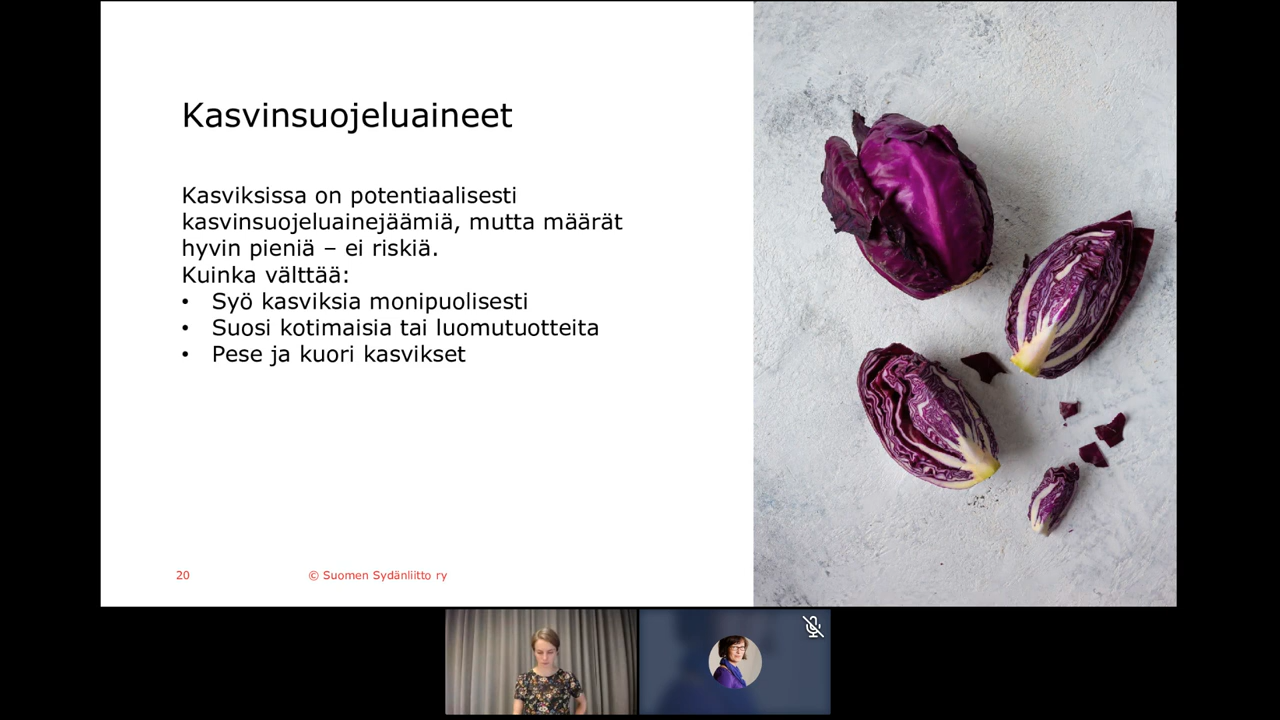 Kasvinsuojeluaineet
Kasviksissa on potentiaalisesti
kasvinsuojeluainejäämiä, mutta määrät
hyvin pieniä – ei riskiä.
Kuinka välttää:
• Syö kasviksia monipuolisesti
• Suosi kotimaisia tai luomutuotteita
• Pese ja kuori kasvikset
20
© Suomen Sydänliitto ry